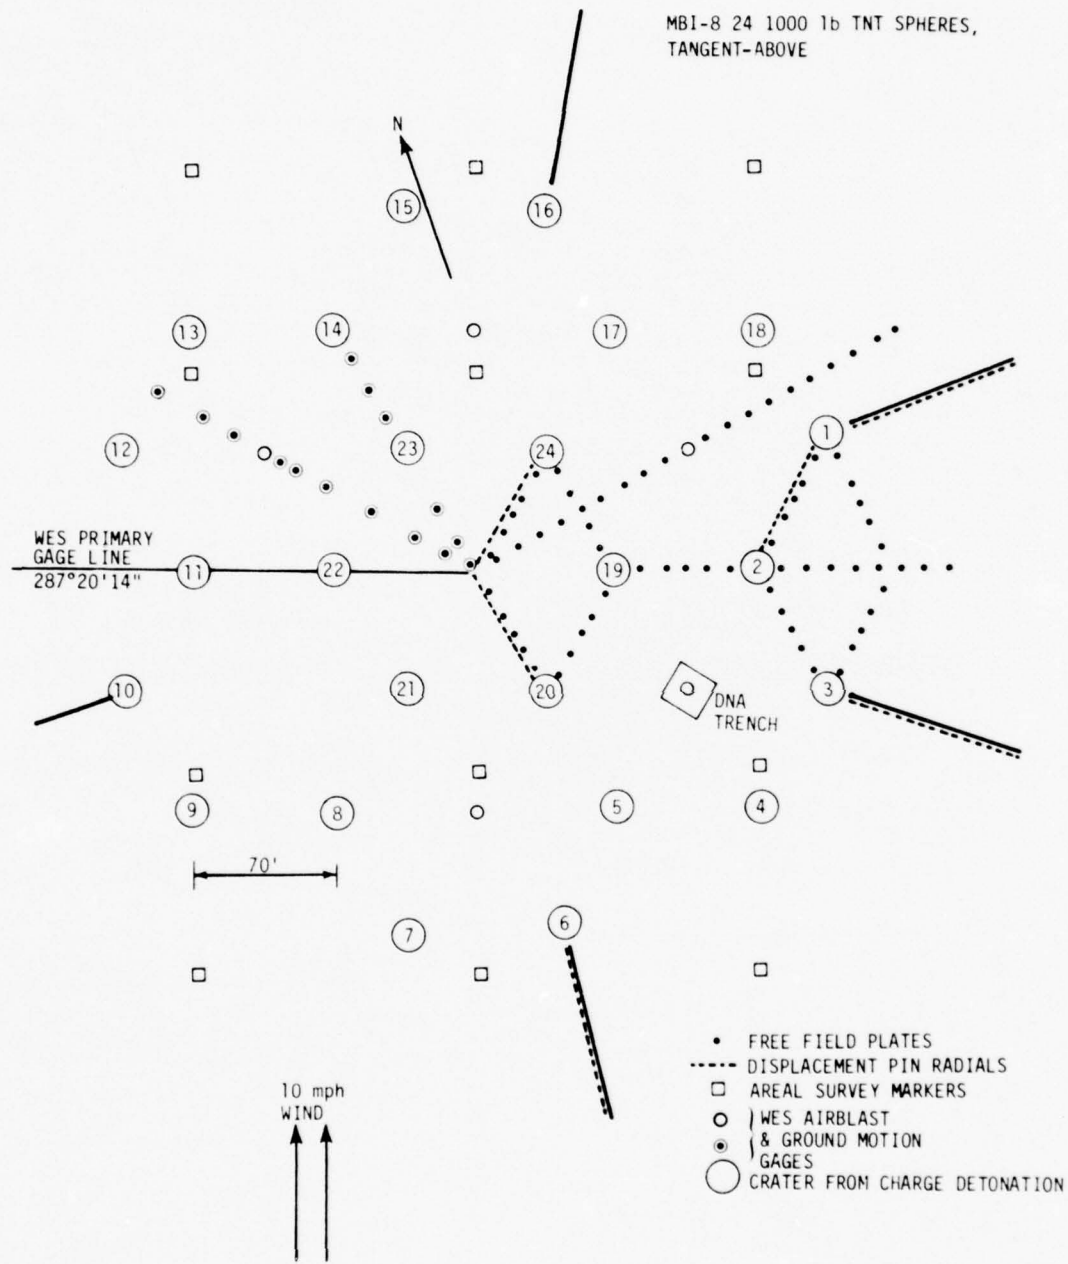 MBI-8 24 1000 lb TNT SPHERES,
TANGENT-ABOVE
N
15
16
13
14
17
18
1
12
23
24
WES PRIMARY
GAGE LINE
287°20'14"
11
22
19
2
10
21
20
3
DNA
TRENCH
9
8
5
4
70'
7
6
FREE FIELD PLATES
DISPLACEMENT PIN RADIALS
AREAL SURVEY MARKERS
WES AIRBLAST
& GROUND MOTION
GAGES
CRATER FROM CHARGE DETONATION
10 mph
WIND